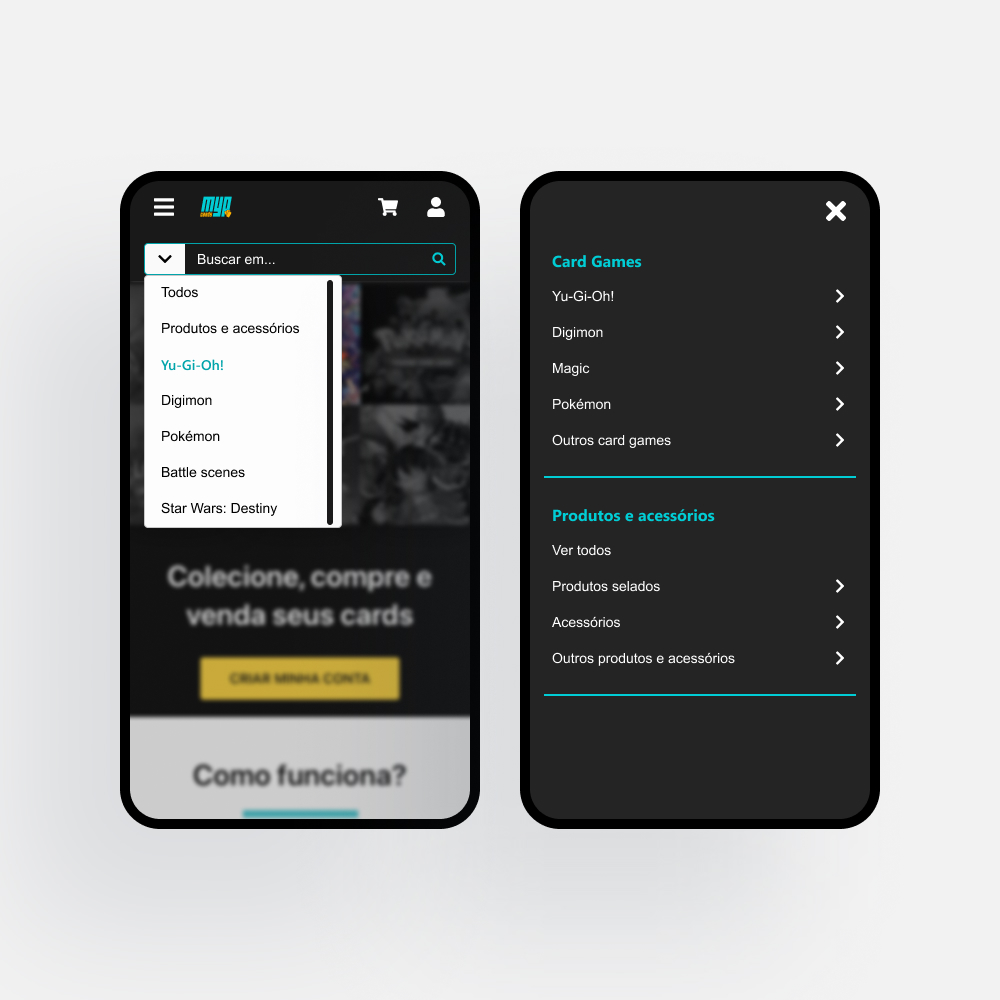 myp
cards
Buscar em...
Todos
Produtos e acessórios
Yu-Gi-Oh!
Digimon
Pokémon
Battle scenes
Star Wars: Destiny
Pokémon
Colecione, compre e
venda seus cards
CRIAR MINHA CONTA
Como funciona?
Card Games
Yu-Gi-Oh!
Digimon
Magic
Pokémon
Outros card games
Produtos e acessórios
Ver todos
Produtos selados
Acessórios
Outros produtos e acessórios